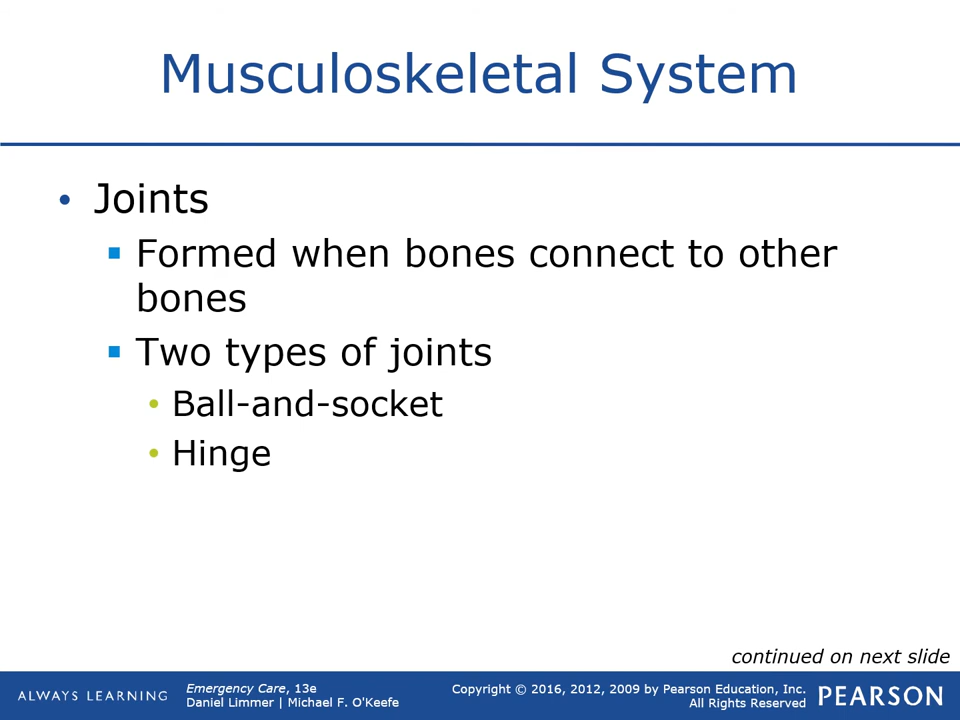 Musculoskeletal System
• Joints
▪ Formed when bones connect to other
bones
▪ Two types of joints
• Ball-and-socket
• Hinge
continued on next slide
ALWAYS LEARNING
Emergency Care, 13e
Daniel Limmer | Michael F. O'Keefe
Copyright © 2016, 2012, 2009 by Pearson Education, Inc.
All Rights Reserved
PEARSON